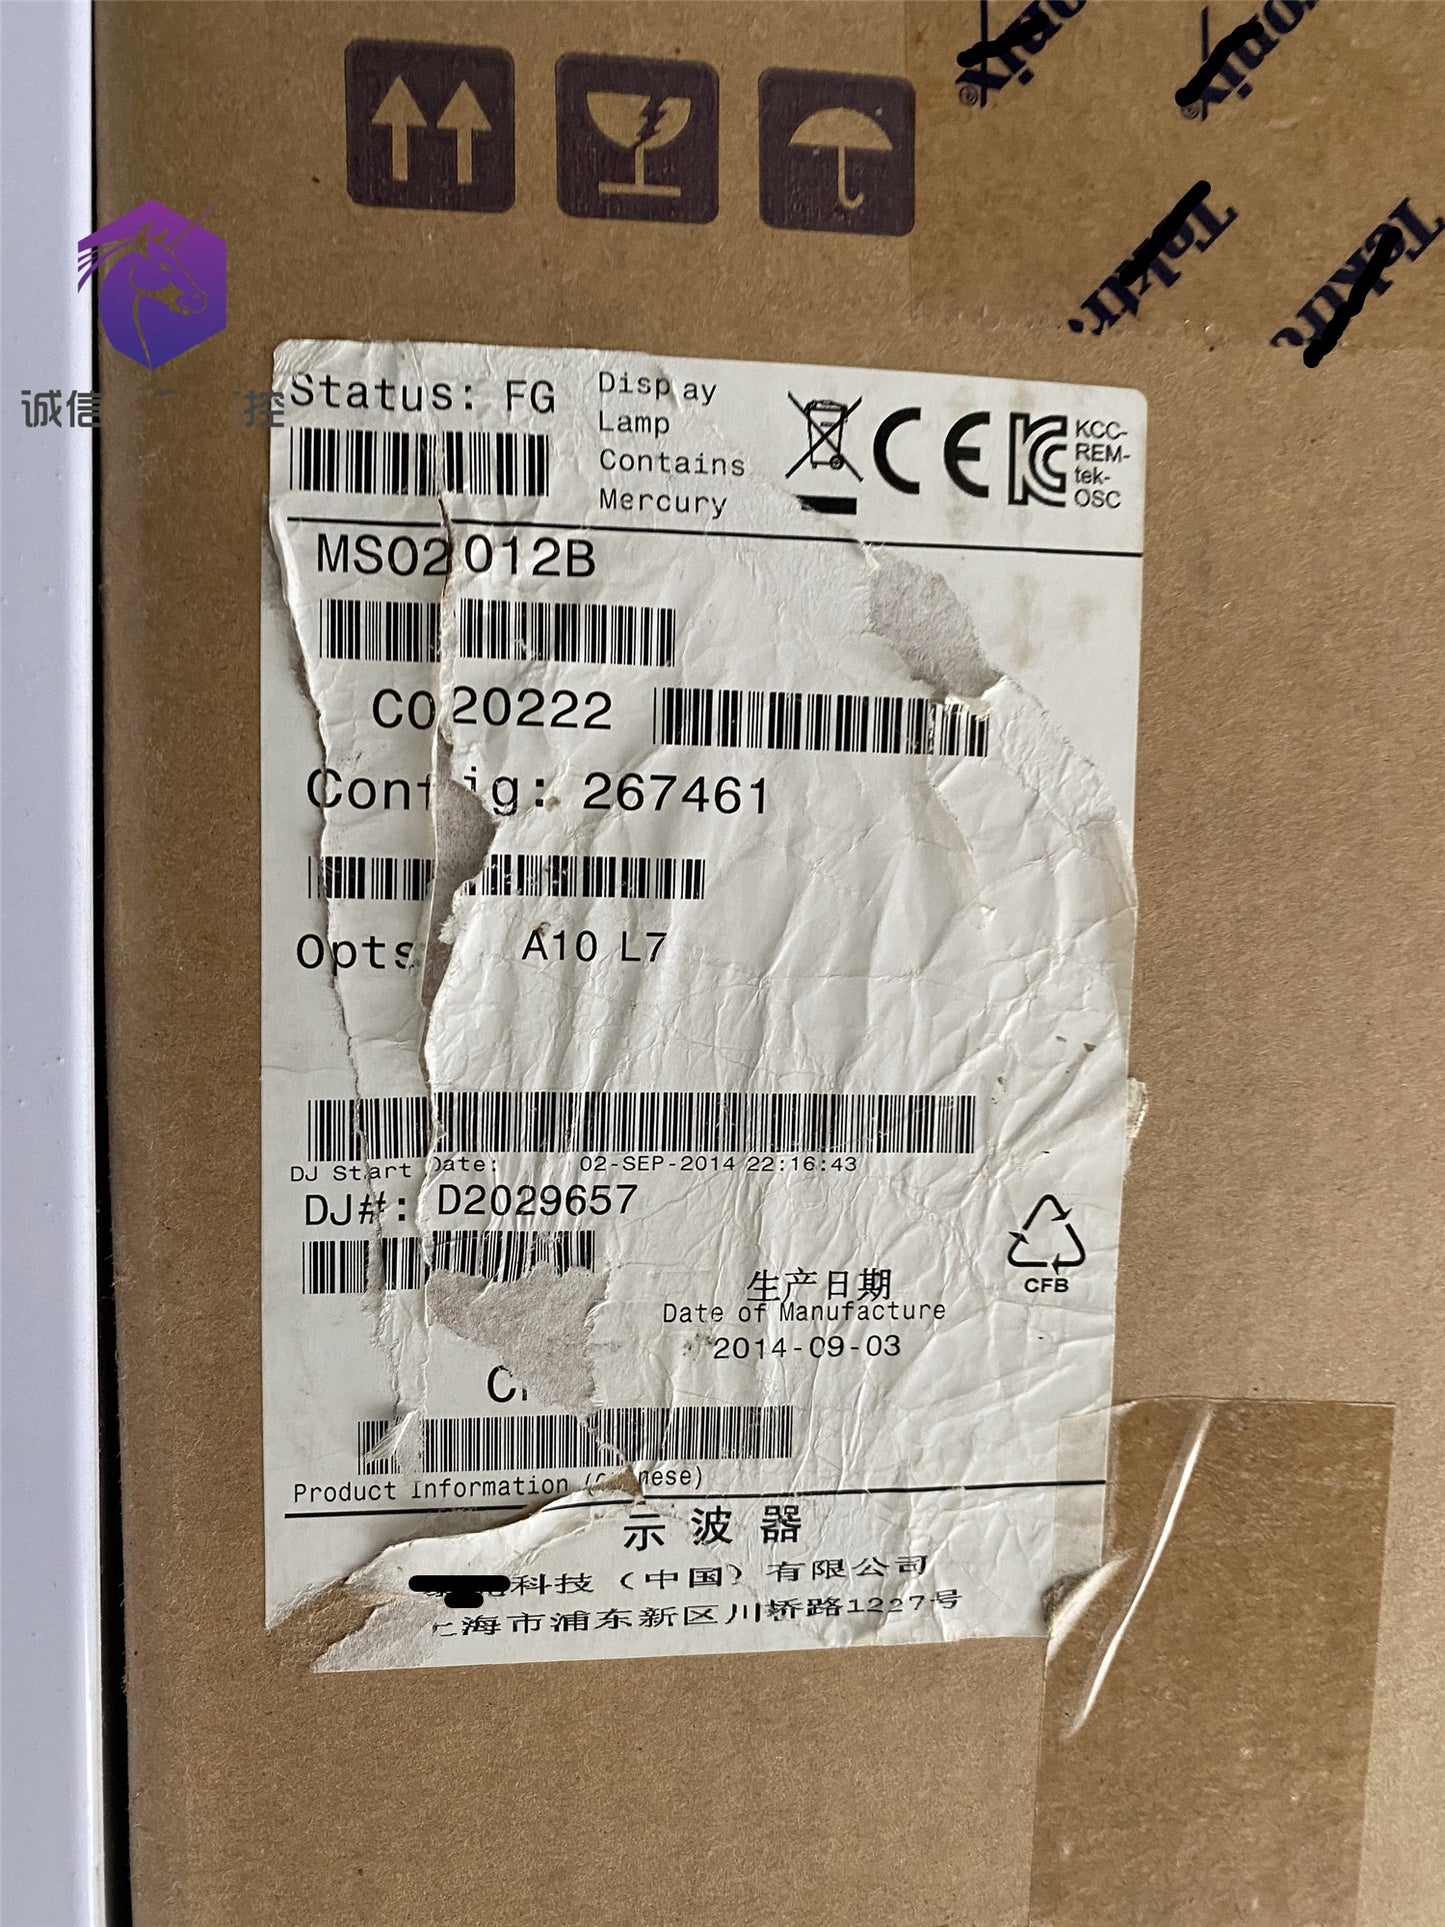 Status: FG
Display
Lamp
Contains
Mercury
KCC-
REM-
tek-
OSC
MSO2012B
C020222
Config: 267461
Opts A10 L7
DJ Start Date: 02-SEP-2014 22:16:43
DJ#: D2029657
CFB
生产日期
Date of Manufacture
2014-09-03
Product Information
示波器
科技（中国）有限公司
上海市浦东新区川桥路1227号
诚信
控